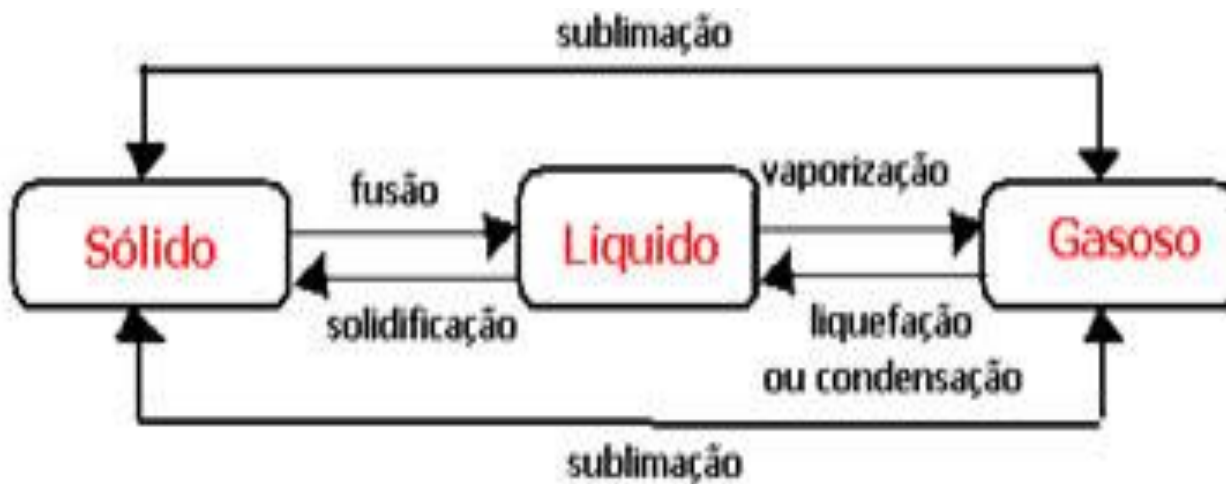 sublimação
fusão
vaporização
Sólido
Líquido
Gasoso
solidificação
liquefação
ou condensação
sublimação